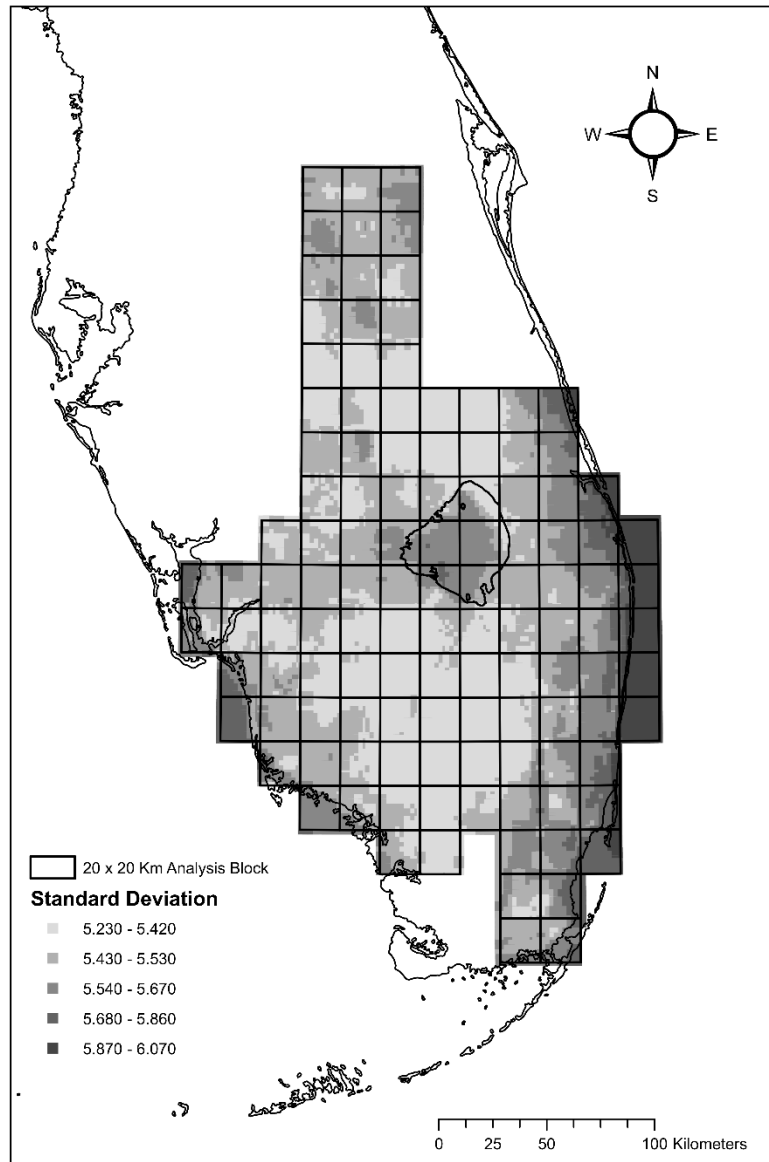 N
W E
S
20 x 20 Km Analysis Block
Standard Deviation
5.230 - 5.420
5.430 - 5.530
5.540 - 5.670
5.680 - 5.860
5.870 - 6.070
0 25 50 100 Kilometers